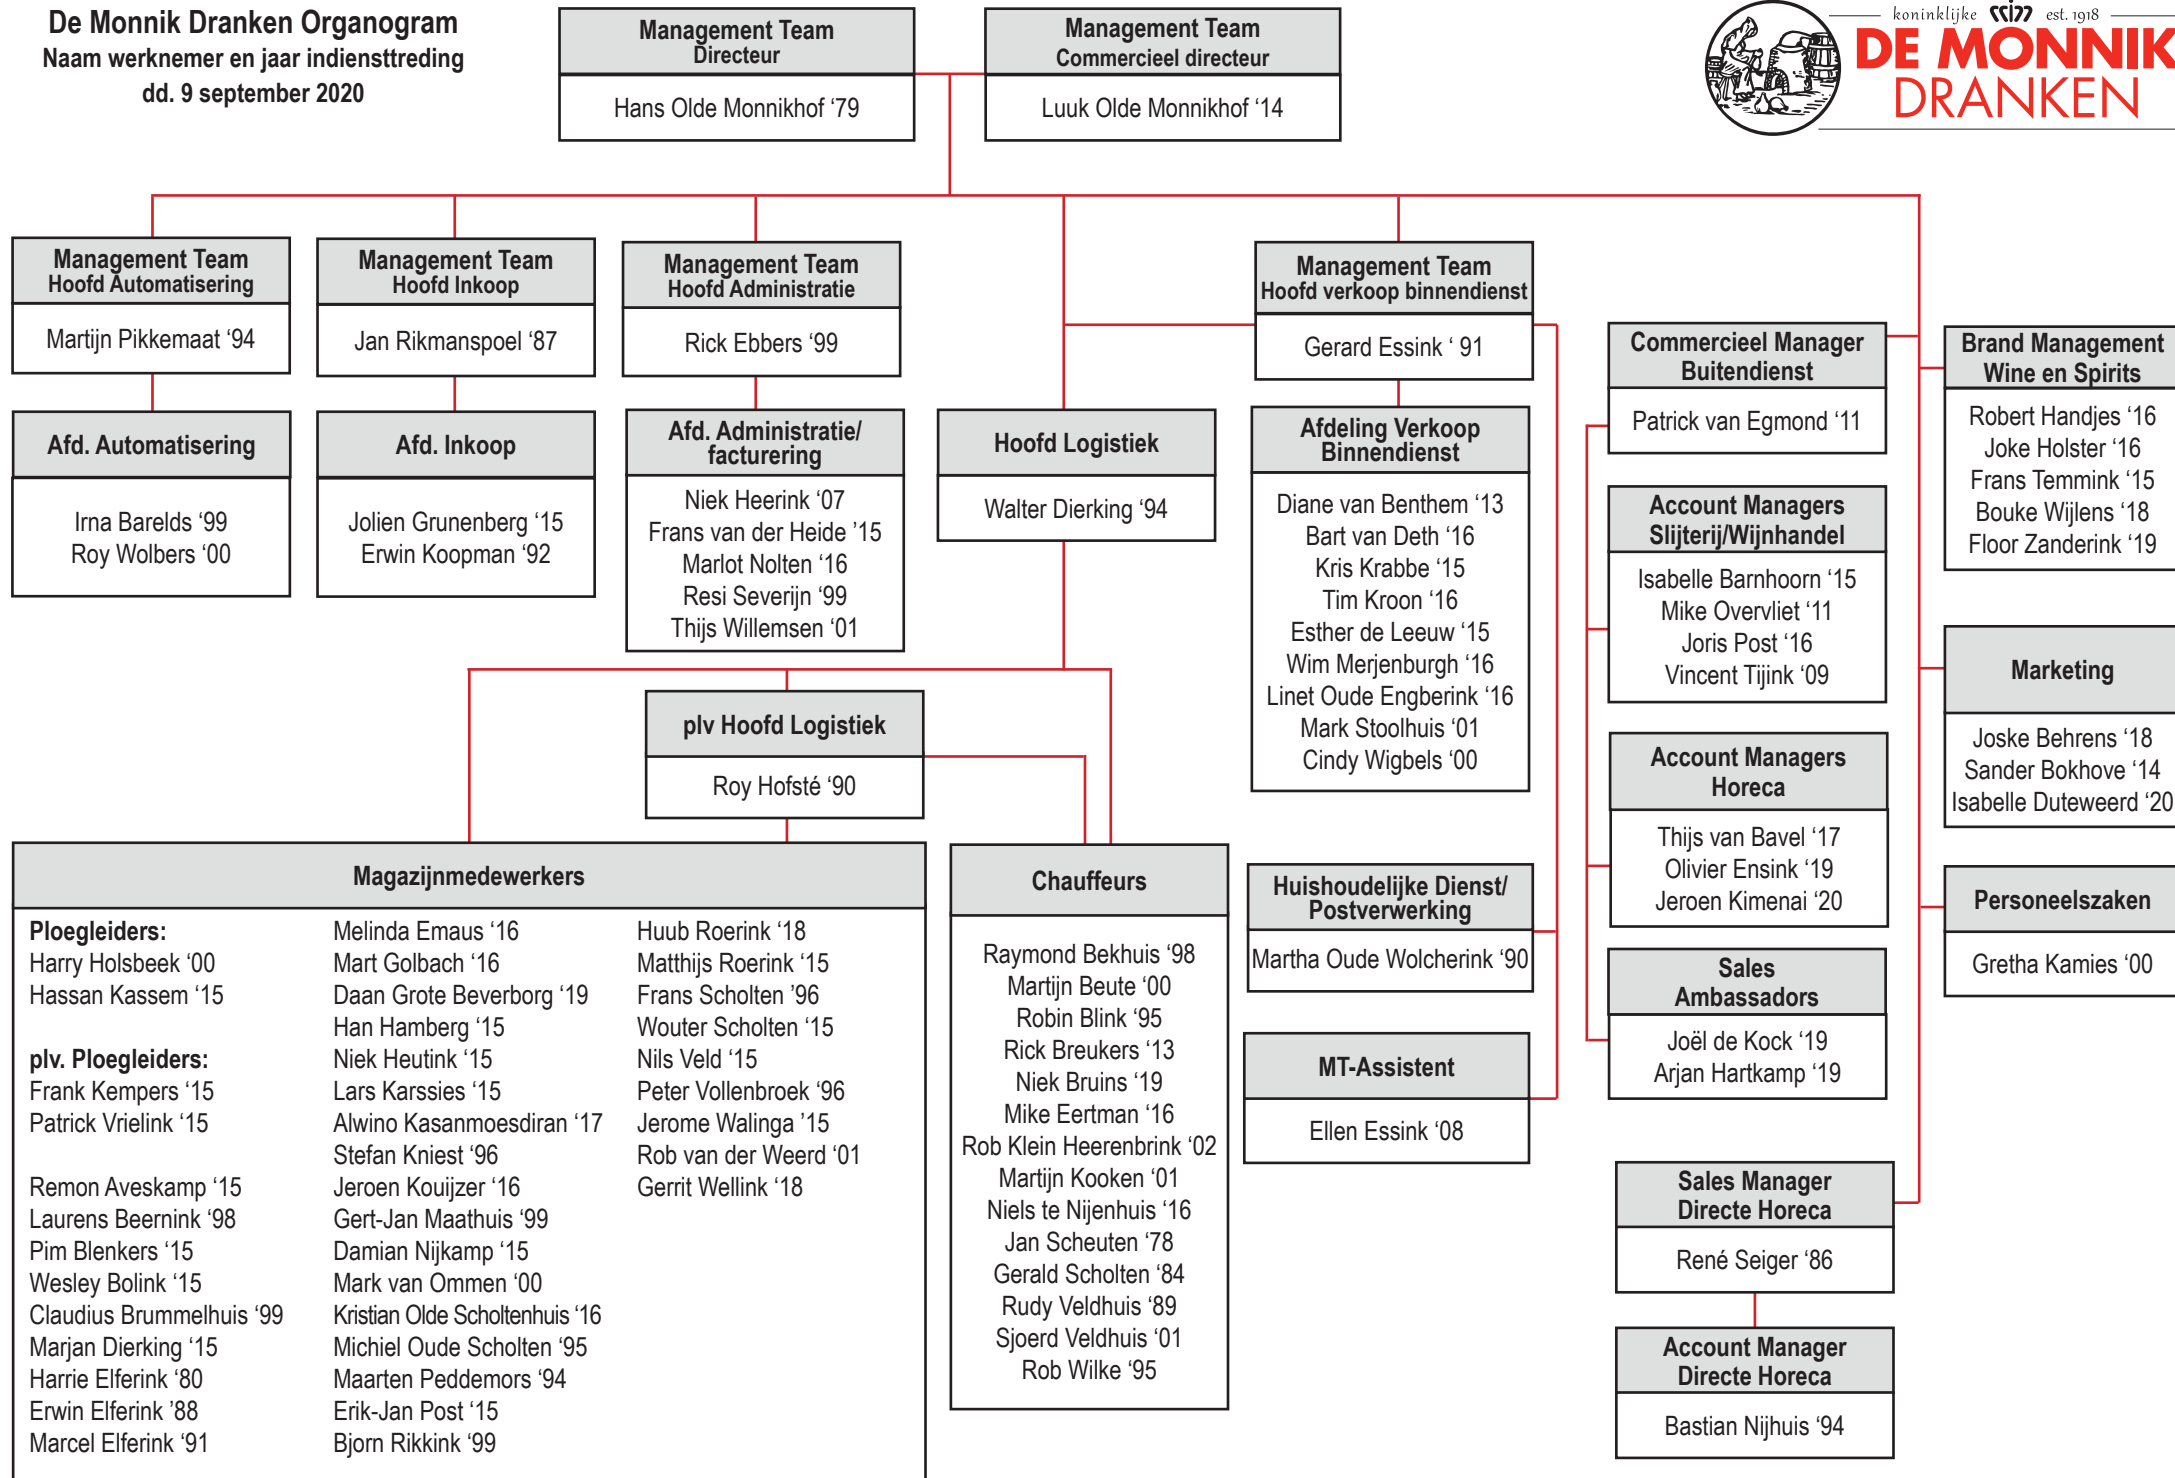 De Monnik Dranken Organogram
Naam werknemer en jaar indiensttreding
dd. 9 september 2020
Management Team
Directeur
Hans Olde Monnikhof ‘79
Management Team
Commercieel directeur
Luuk Olde Monnikhof ‘14
koninklijke est. 1918
DE MONNIK
DRANKEN
Management Team
Hoofd Automatisering
Martijn Pikkemaat ‘94
Management Team
Hoofd Inkoop
Jan Rikmanspoel ‘87
Management Team
Hoofd Administratie
Rick Ebbers ‘99
Management Team
Hoofd verkoop binnendienst
Gerard Essink ‘ 91
Afd. Automatisering
Irna Barelds ‘99
Roy Wolbers ‘00
Afd. Inkoop
Jolien Grunenberg ‘15
Erwin Koopman ‘92
Afd. Administratie/
facturering
Niek Heerink ‘07
Frans van der Heide ’15
Marlot Nolten ‘16
Resi Severijn ‘99
Thijs Willemsen ‘01
Hoofd Logistiek
Walter Dierking ‘94
Afdeling Verkoop
Binnendienst
Diane van Benthem ‘13
Bart van Deth ‘16
Kris Krabbe ‘15
Tim Kroon ‘16
Esther de Leeuw ‘15
Wim Merjenburgh ‘16
Linet Oude Engberink ‘16
Mark Stoolhuis ‘01
Cindy Wigbels ‘00
Commercieel Manager
Buitendienst
Patrick van Egmond ‘11
Account Managers
Slijterij/Wijnhandel
Isabelle Barnhoorn ‘15
Mike Overvliet ‘11
Joris Post ‘16
Vincent Tijink ‘09
Account Managers
Horeca
Thijs van Bavel ‘17
Olivier Ensink ‘19
Jeroen Kimenai ‘20
Sales
Ambassadors
Joël de Kock ‘19
Arjan Hartkamp ‘19
Sales Manager
Directe Horeca
René Seiger ‘86
Account Manager
Directe Horeca
Bastian Nijhuis ‘94
Brand Management
Wine en Spirits
Robert Handjes ‘16
Joke Holster ‘16
Frans Temmink ‘15
Bouke Wijlens ‘18
Floor Zanderink ‘19
Marketing
Joske Behrens ‘18
Sander Bokhove ‘14
Isabelle Duteweerd ‘20
Personeelszaken
Gretha Kamies ‘00
plv Hoofd Logistiek
Roy Hofsté ‘90
Magazijnmedewerkers
Ploegleiders:
Harry Holsbeek ‘00
Hassan Kassem ‘15
plv. Ploegleiders:
Frank Kempers ‘15
Patrick Vrielink ‘15
Remon Aveskamp ‘15
Laurens Beernink ‘98
Pim Blenkers ‘15
Wesley Bolink ‘15
Claudius Brummelhuis ‘99
Marjan Dierking ‘15
Harrie Elferink ‘80
Erwin Elferink ’88
Marcel Elferink ‘91
Melinda Emaus ‘16
Mart Golbach ‘16
Daan Grote Beverborg ‘19
Han Hamberg ‘15
Niek Heutink ‘15
Lars Karssies ‘15
Alwino Kasanmoesdiran ‘17
Stefan Kniest ‘96
Jeroen Kouijzer ‘16
Gert-Jan Maathuis ‘99
Damian Nijkamp ‘15
Mark van Ommen ‘00
Kristian Olde Scholtenhuis ‘16
Michiel Oude Scholten ‘95
Maarten Peddemors ‘94
Erik-Jan Post ‘15
Bjorn Rikkink ‘99
Huub Roerink ‘18
Matthijs Roerink ‘15
Frans Scholten ‘96
Wouter Scholten ‘15
Nils Veld ‘15
Peter Vollenbroek ‘96
Jerome Walinga ’15
Rob van der Weerd ‘01
Gerrit Wellink ‘18
Chauffeurs
Raymond Bekhuis ‘98
Martijn Beute ‘00
Robin Blink ‘95
Rick Breukers ‘13
Niek Bruins ‘19
Mike Eertman ‘16
Rob Klein Heerenbrink ‘02
Martijn Kooken ‘01
Niels te Nijenhuis ‘16
Jan Scheuten ‘78
Gerald Scholten ‘84
Rudy Veldhuis ‘89
Sjoerd Veldhuis ‘01
Rob Wilke ‘95
Huishoudelijke Dienst/
Postverwerking
Martha Oude Wolcherink ‘90
MT-Assistent
Ellen Essink ‘08